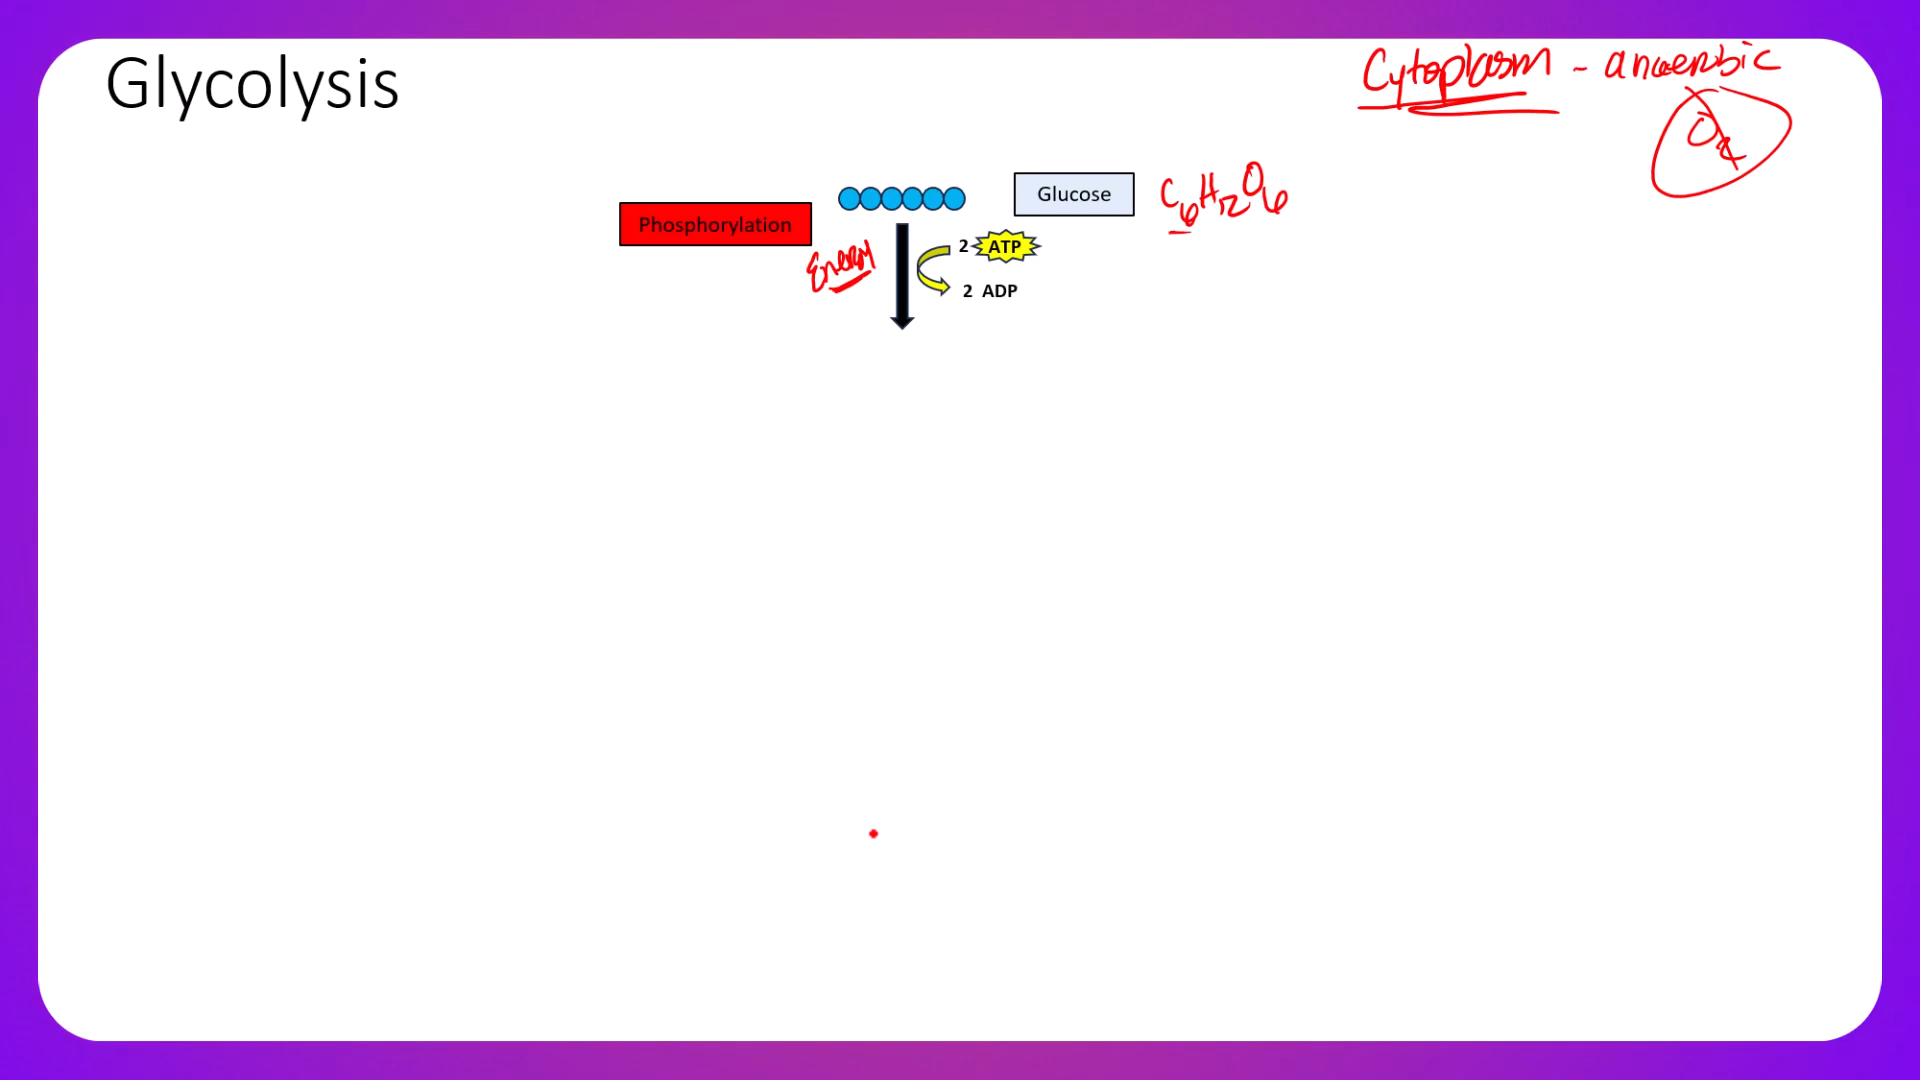 Glycolysis
Cytoplasm - anaerobic
O2
Glucose
C6H12O6
Phosphorylation
Energy
2 ATP
2 ADP